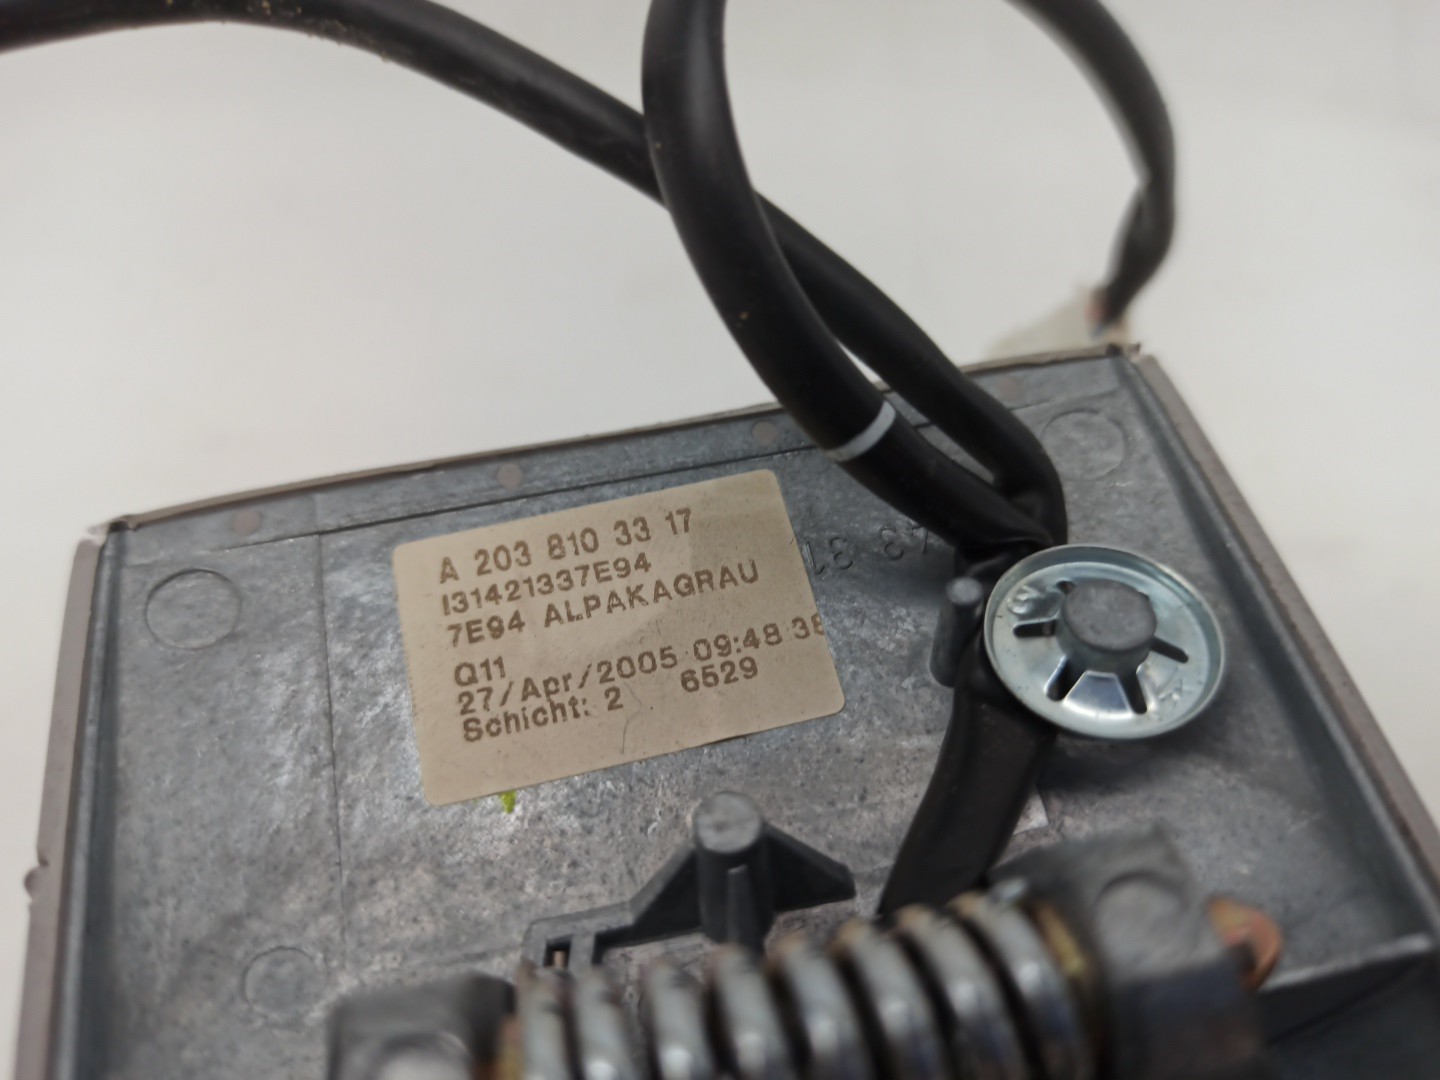 A 203 810 33 17
I31421337E94
7E94 ALPAKAGRAU
Q11
27/Apr/2005 09:48 38
Schicht: 2 6529